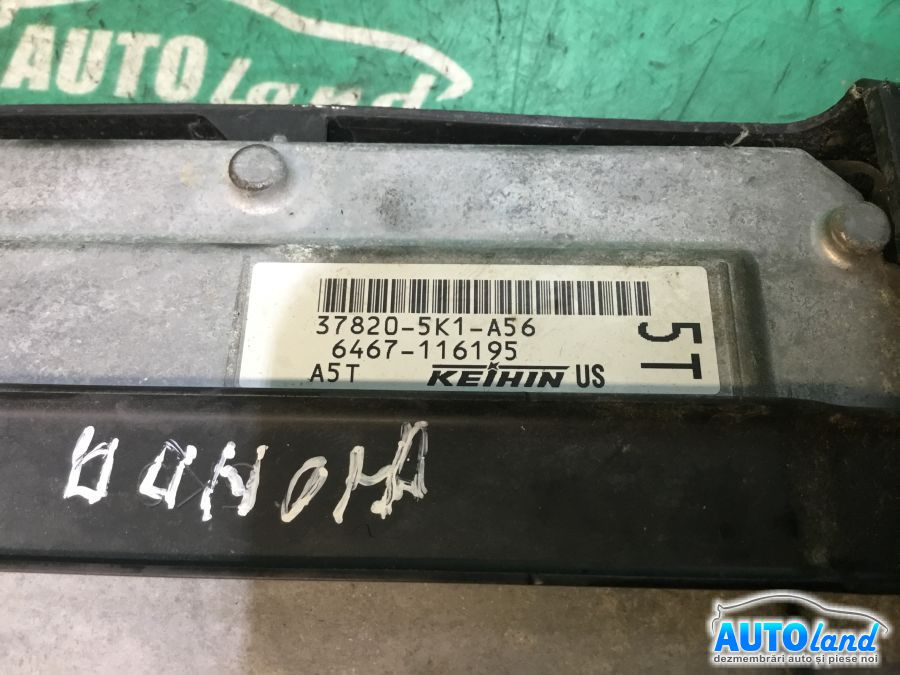 AUTOland
37820-5K1-A56
6467-116195
A5T KEIHIN US
5T
HONDA
AUTOland
dezmembrări auto și piese noi